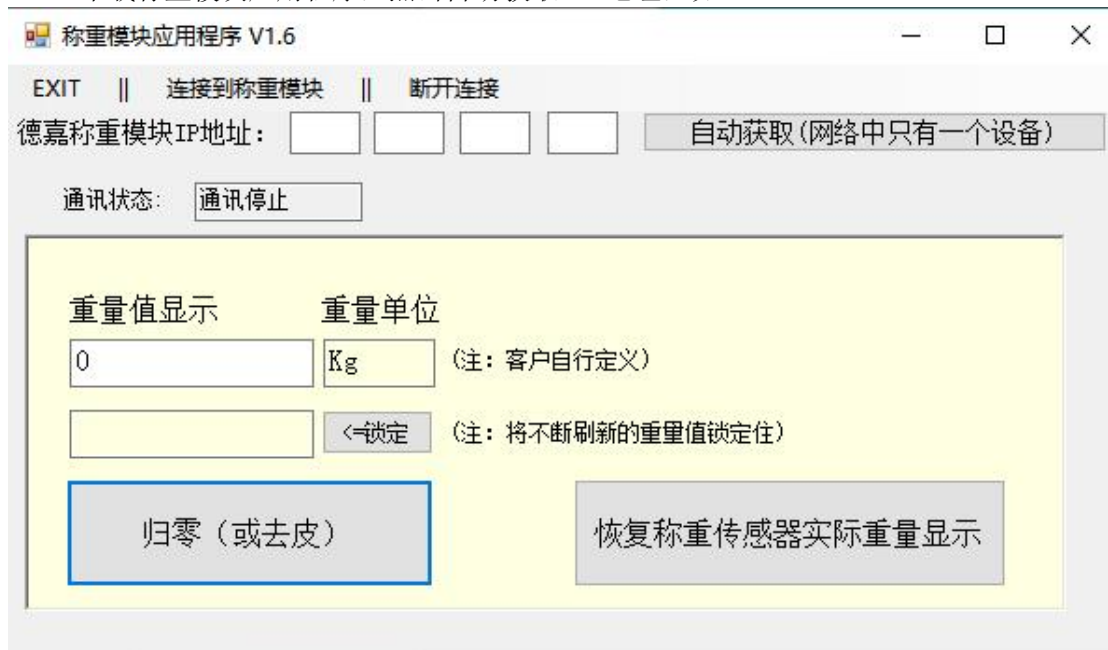 称重模块应用程序 V1.6
EXIT || 连接到称重模块 || 断开连接
德嘉称重模块IP地址： 自动获取(网络中只有一个设备)
通讯状态： 通讯停止
重量值显示 重量单位
0 Kg (注：客户自行定义)
<=锁定 (注：将不断刷新的重量值锁定住)
归零（或去皮） 恢复称重传感器实际重量显示